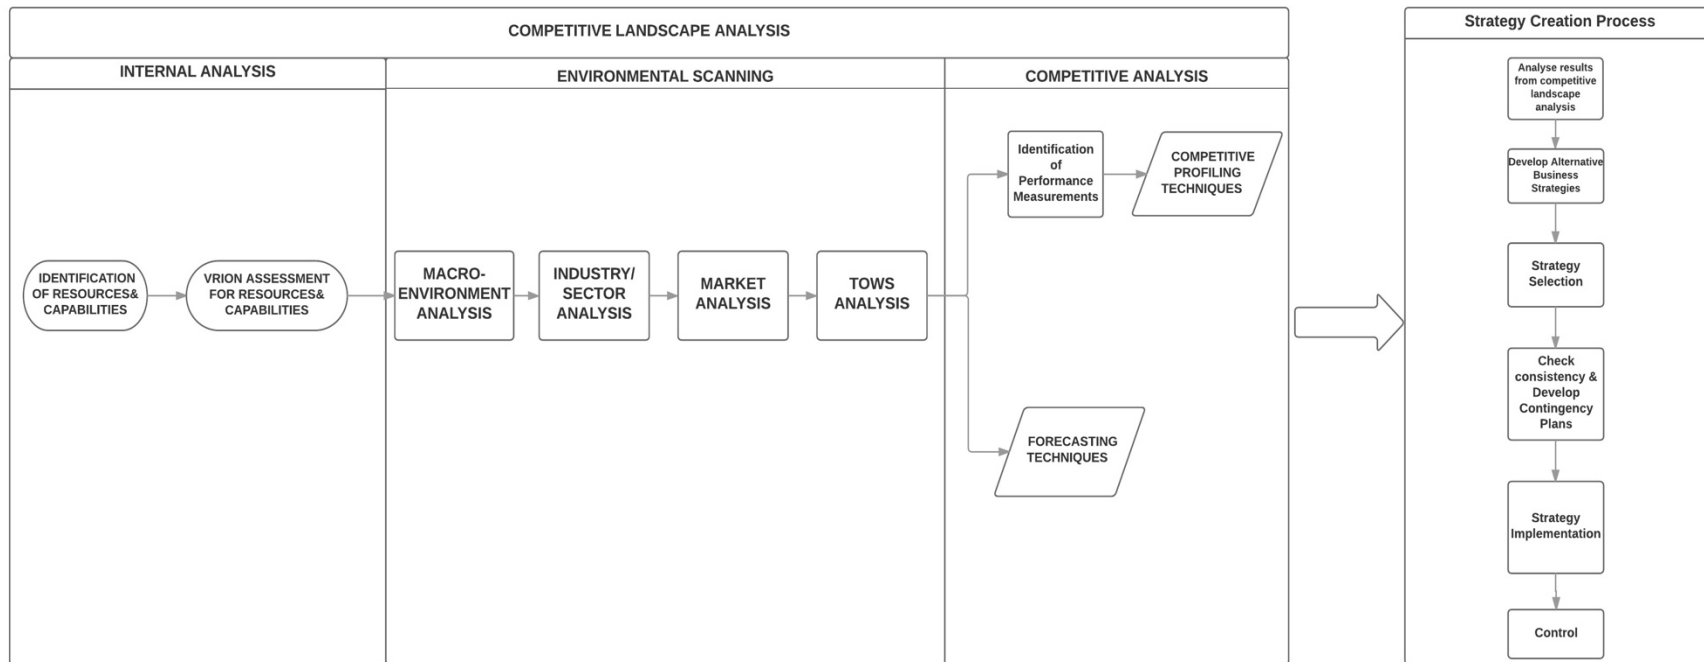 COMPETITIVE LANDSCAPE ANALYSIS
INTERNAL ANALYSIS
IDENTIFICATION
OF RESOURCES&
CAPABILITIES
VRION ASSESSMENT
FOR RESOURCES&
CAPABILITIES
ENVIRONMENTAL SCANNING
MACRO-
ENVIRONMENT
ANALYSIS
INDUSTRY/
SECTOR
ANALYSIS
MARKET
ANALYSIS
TOWS
ANALYSIS
COMPETITIVE ANALYSIS
Identification
of
Performance
Measurements
COMPETITIVE
PROFILING
TECHNIQUES
FORECASTING
TECHNIQUES
Strategy Creation Process
Analyse results
from competitive
landscape
analysis
Develop Alternative
Business
Strategies
Strategy
Selection
Check
consistency &
Develop
Contingency
Plans
Strategy
Implementation
Control